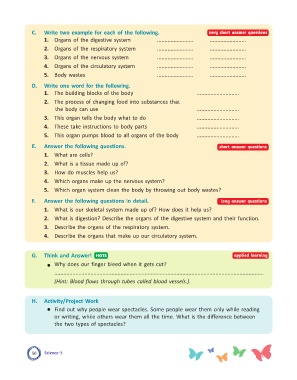 C. Write two example for each of the following. very short answer questions
1. Organs of the digestive system ........................ ........................
2. Organs of the respiratory system ........................ ........................
3. Organs of the nervous system ........................ ........................
4. Organs of the circulatory system ........................ ........................
5. Body wastes ........................ ........................
D. Write one word for the following.
1. The building blocks of the body ............................
2. The process of changing food into substances that
the body can use ............................
3. This organ tells the body what to do ............................
4. These take instructions to body parts ............................
5. This organ pumps blood to all organs of the body ............................
E. Answer the following questions. short answer questions
1. What are cells?
2. What is a tissue made up of?
3. How do muscles help us?
4. Which organs make up the nervous system?
5. Which organ system clean the body by throwing out body wastes?
F. Answer the following questions in detail. long answer questions
1. What is our skeletal system made up of? How does it help us?
2. What is digestion? Describe the organs of the digestive system and their function.
3. Describe the organs of the respiratory system.
4. Describe the organs that make up our circulatory system.
G. Think and Answer! HOTS applied learning
• Why does our finger bleed when it gets cut?
........................................................................................................................
(Hint: Blood flows through tubes called blood vessels.).
H. Activity/Project Work
• Find out why people wear spectacles. Some people wear them only while reading
or writing, while others wear them all the time. What is the difference between
the two types of spectacles?
Science-3